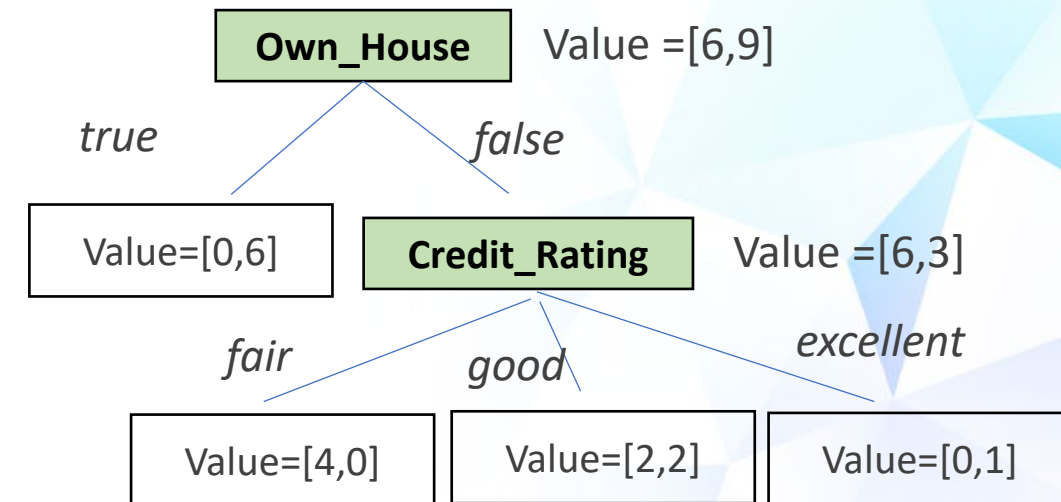 Own_House
Value =[6,9]
true
false
Value=[0,6]
Credit_Rating
Value =[6,3]
fair
good
excellent
Value=[4,0]
Value=[2,2]
Value=[0,1]